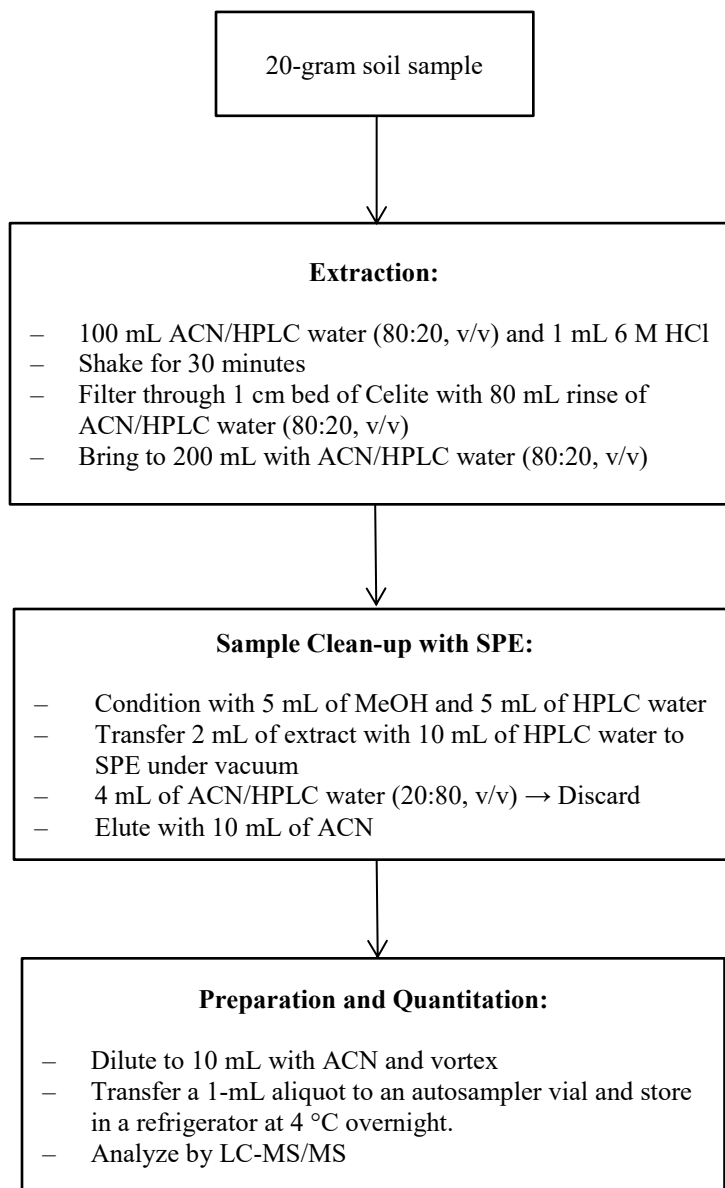 20-gram soil sample
Extraction:
– 100 mL ACN/HPLC water (80:20, v/v) and 1 mL 6 M HCl
– Shake for 30 minutes
– Filter through 1 cm bed of Celite with 80 mL rinse of
ACN/HPLC water (80:20, v/v)
– Bring to 200 mL with ACN/HPLC water (80:20, v/v)
Sample Clean-up with SPE:
– Condition with 5 mL of MeOH and 5 mL of HPLC water
– Transfer 2 mL of extract with 10 mL of HPLC water to
SPE under vacuum
– 4 mL of ACN/HPLC water (20:80, v/v) → Discard
– Elute with 10 mL of ACN
Preparation and Quantitation:
– Dilute to 10 mL with ACN and vortex
– Transfer a 1-mL aliquot to an autosampler vial and store
in a refrigerator at 4 °C overnight.
– Analyze by LC-MS/MS